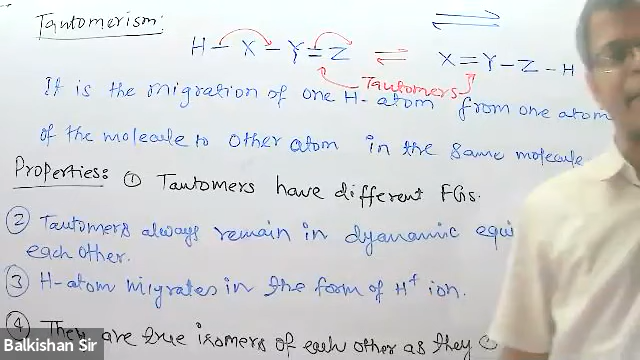 Tautomerism:
H - X - Y = Z ⇌ X = Y - Z - H
Tautomers
It is the migration of one H-atom from one atom
of the molecule to other atom in the same molecule
Properties: ① Tautomers have different FGs.
② Tautomers always remain in dyanamic equi
each other.
③ H-atom migrates in the form of H+ ion.
④ They are true isomers of each other as they
Balkishan Sir